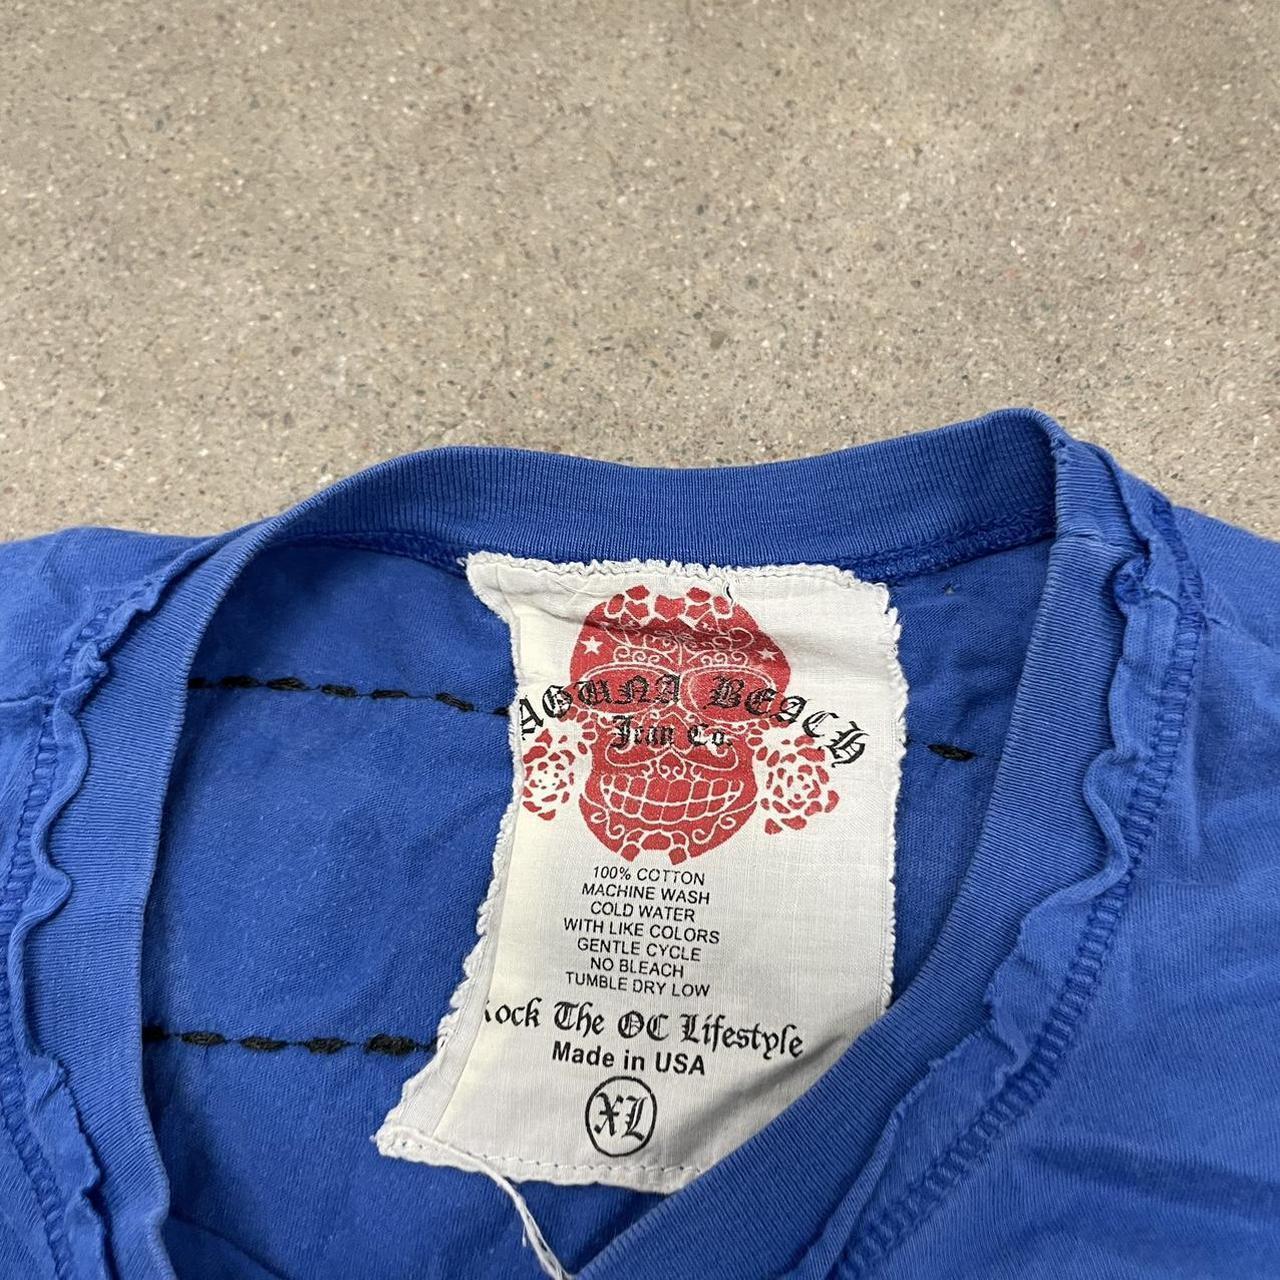 AGUNA BEACH
Jean Co.
100% COTTON
MACHINE WASH
COLD WATER
WITH LIKE COLORS
GENTLE CYCLE
NO BLEACH
TUMBLE DRY LOW
ock The OC Lifestyle
Made in USA
XL